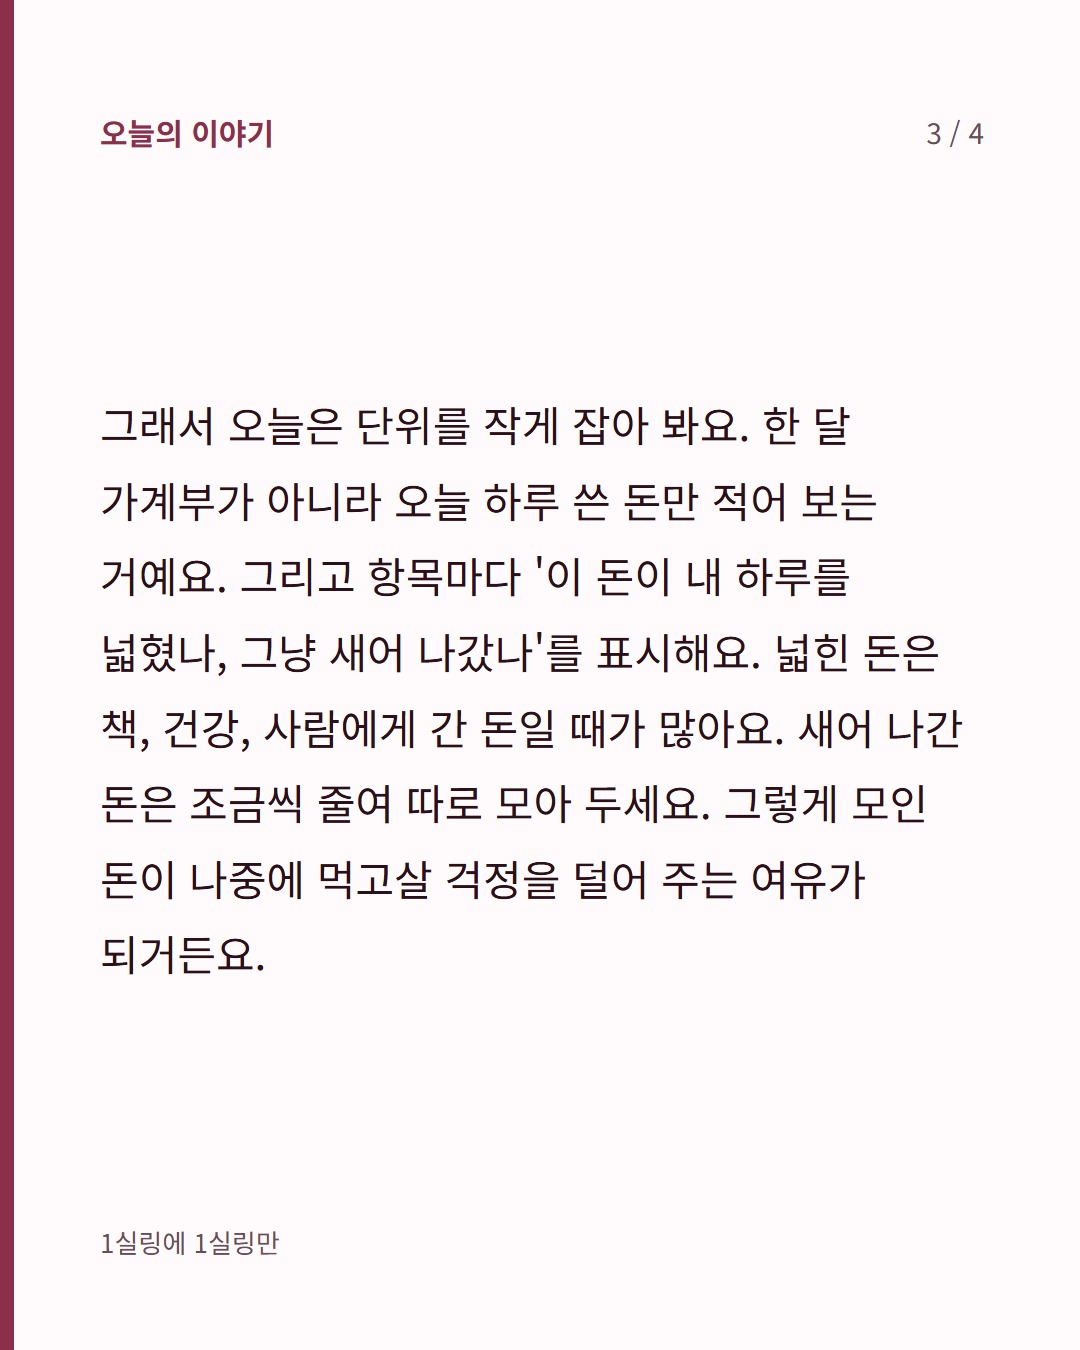 오늘의 이야기
3 / 4
그래서 오늘은 단위를 작게 잡아 봐요. 한 달
가계부가 아니라 오늘 하루 쓴 돈만 적어 보는
거예요. 그리고 항목마다 '이 돈이 내 하루를
넓혔나, 그냥 새어 나갔나'를 표시해요. 넓힌 돈은
책, 건강, 사람에게 간 돈일 때가 많아요. 새어 나간
돈은 조금씩 줄여 따로 모아 두세요. 그렇게 모인
돈이 나중에 먹고살 걱정을 덜어 주는 여유가
되거든요.
1실링에 1실링만